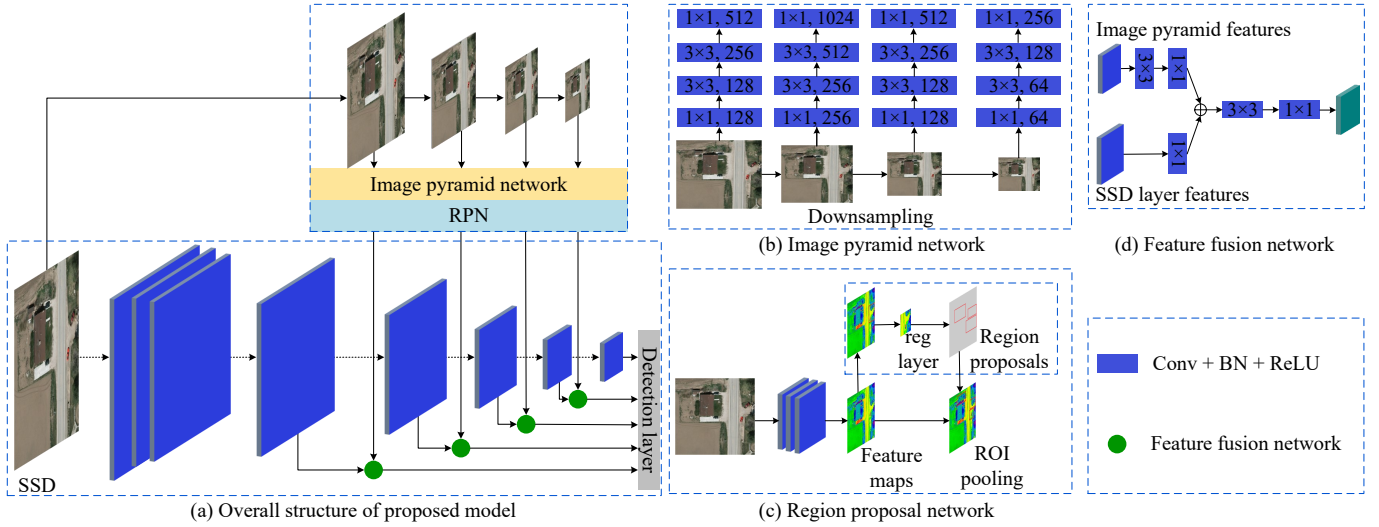 Image pyramid network
RPN
SSD
Detection layer
(a) Overall structure of proposed model
1×1, 512
1×1, 1024
1×1, 512
1×1, 256
3×3, 256
3×3, 512
3×3, 256
3×3, 128
3×3, 128
3×3, 256
3×3, 128
3×3, 64
1×1, 128
1×1, 256
1×1, 128
1×1, 64
Downsampling
(b) Image pyramid network
reg
layer
Region
proposals
Feature
maps
ROI
pooling
(c) Region proposal network
Image pyramid features
3×3
1×1
3×3
1×1
1×1
SSD layer features
(d) Feature fusion network
Conv + BN + ReLU
Feature fusion network